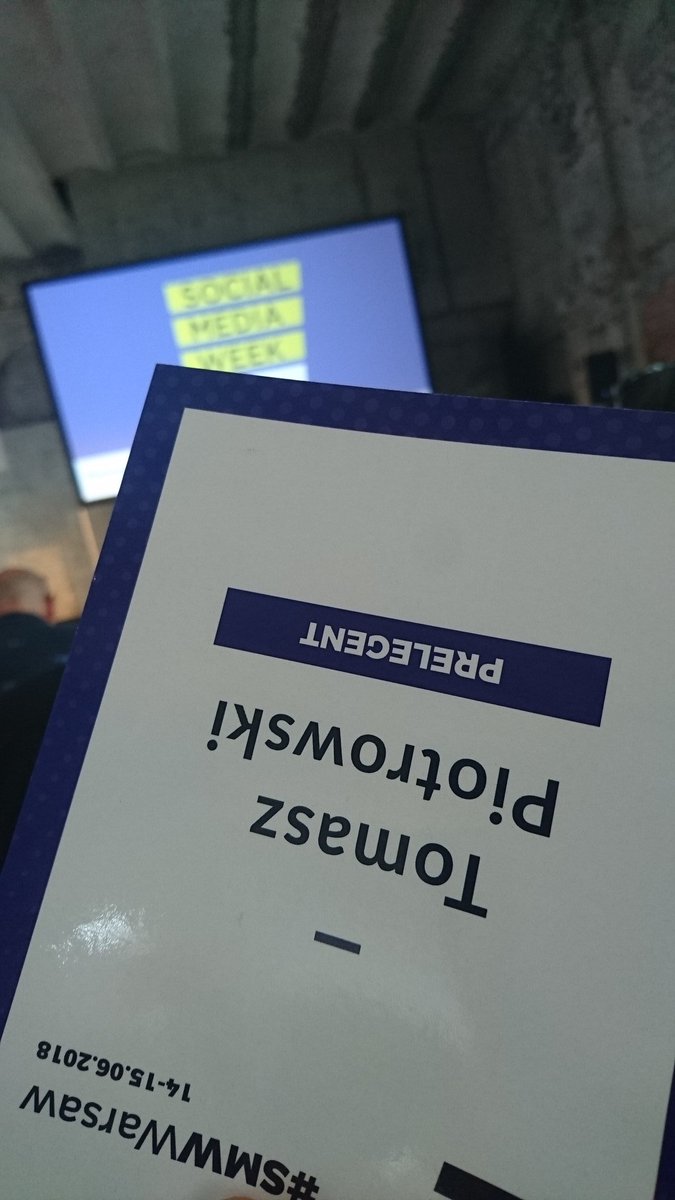 SOCIAL
MEDIA
WEEK
#SMWWarsaw
14-15.06.2018
Tomasz
Piotrowski
PRELEGENT